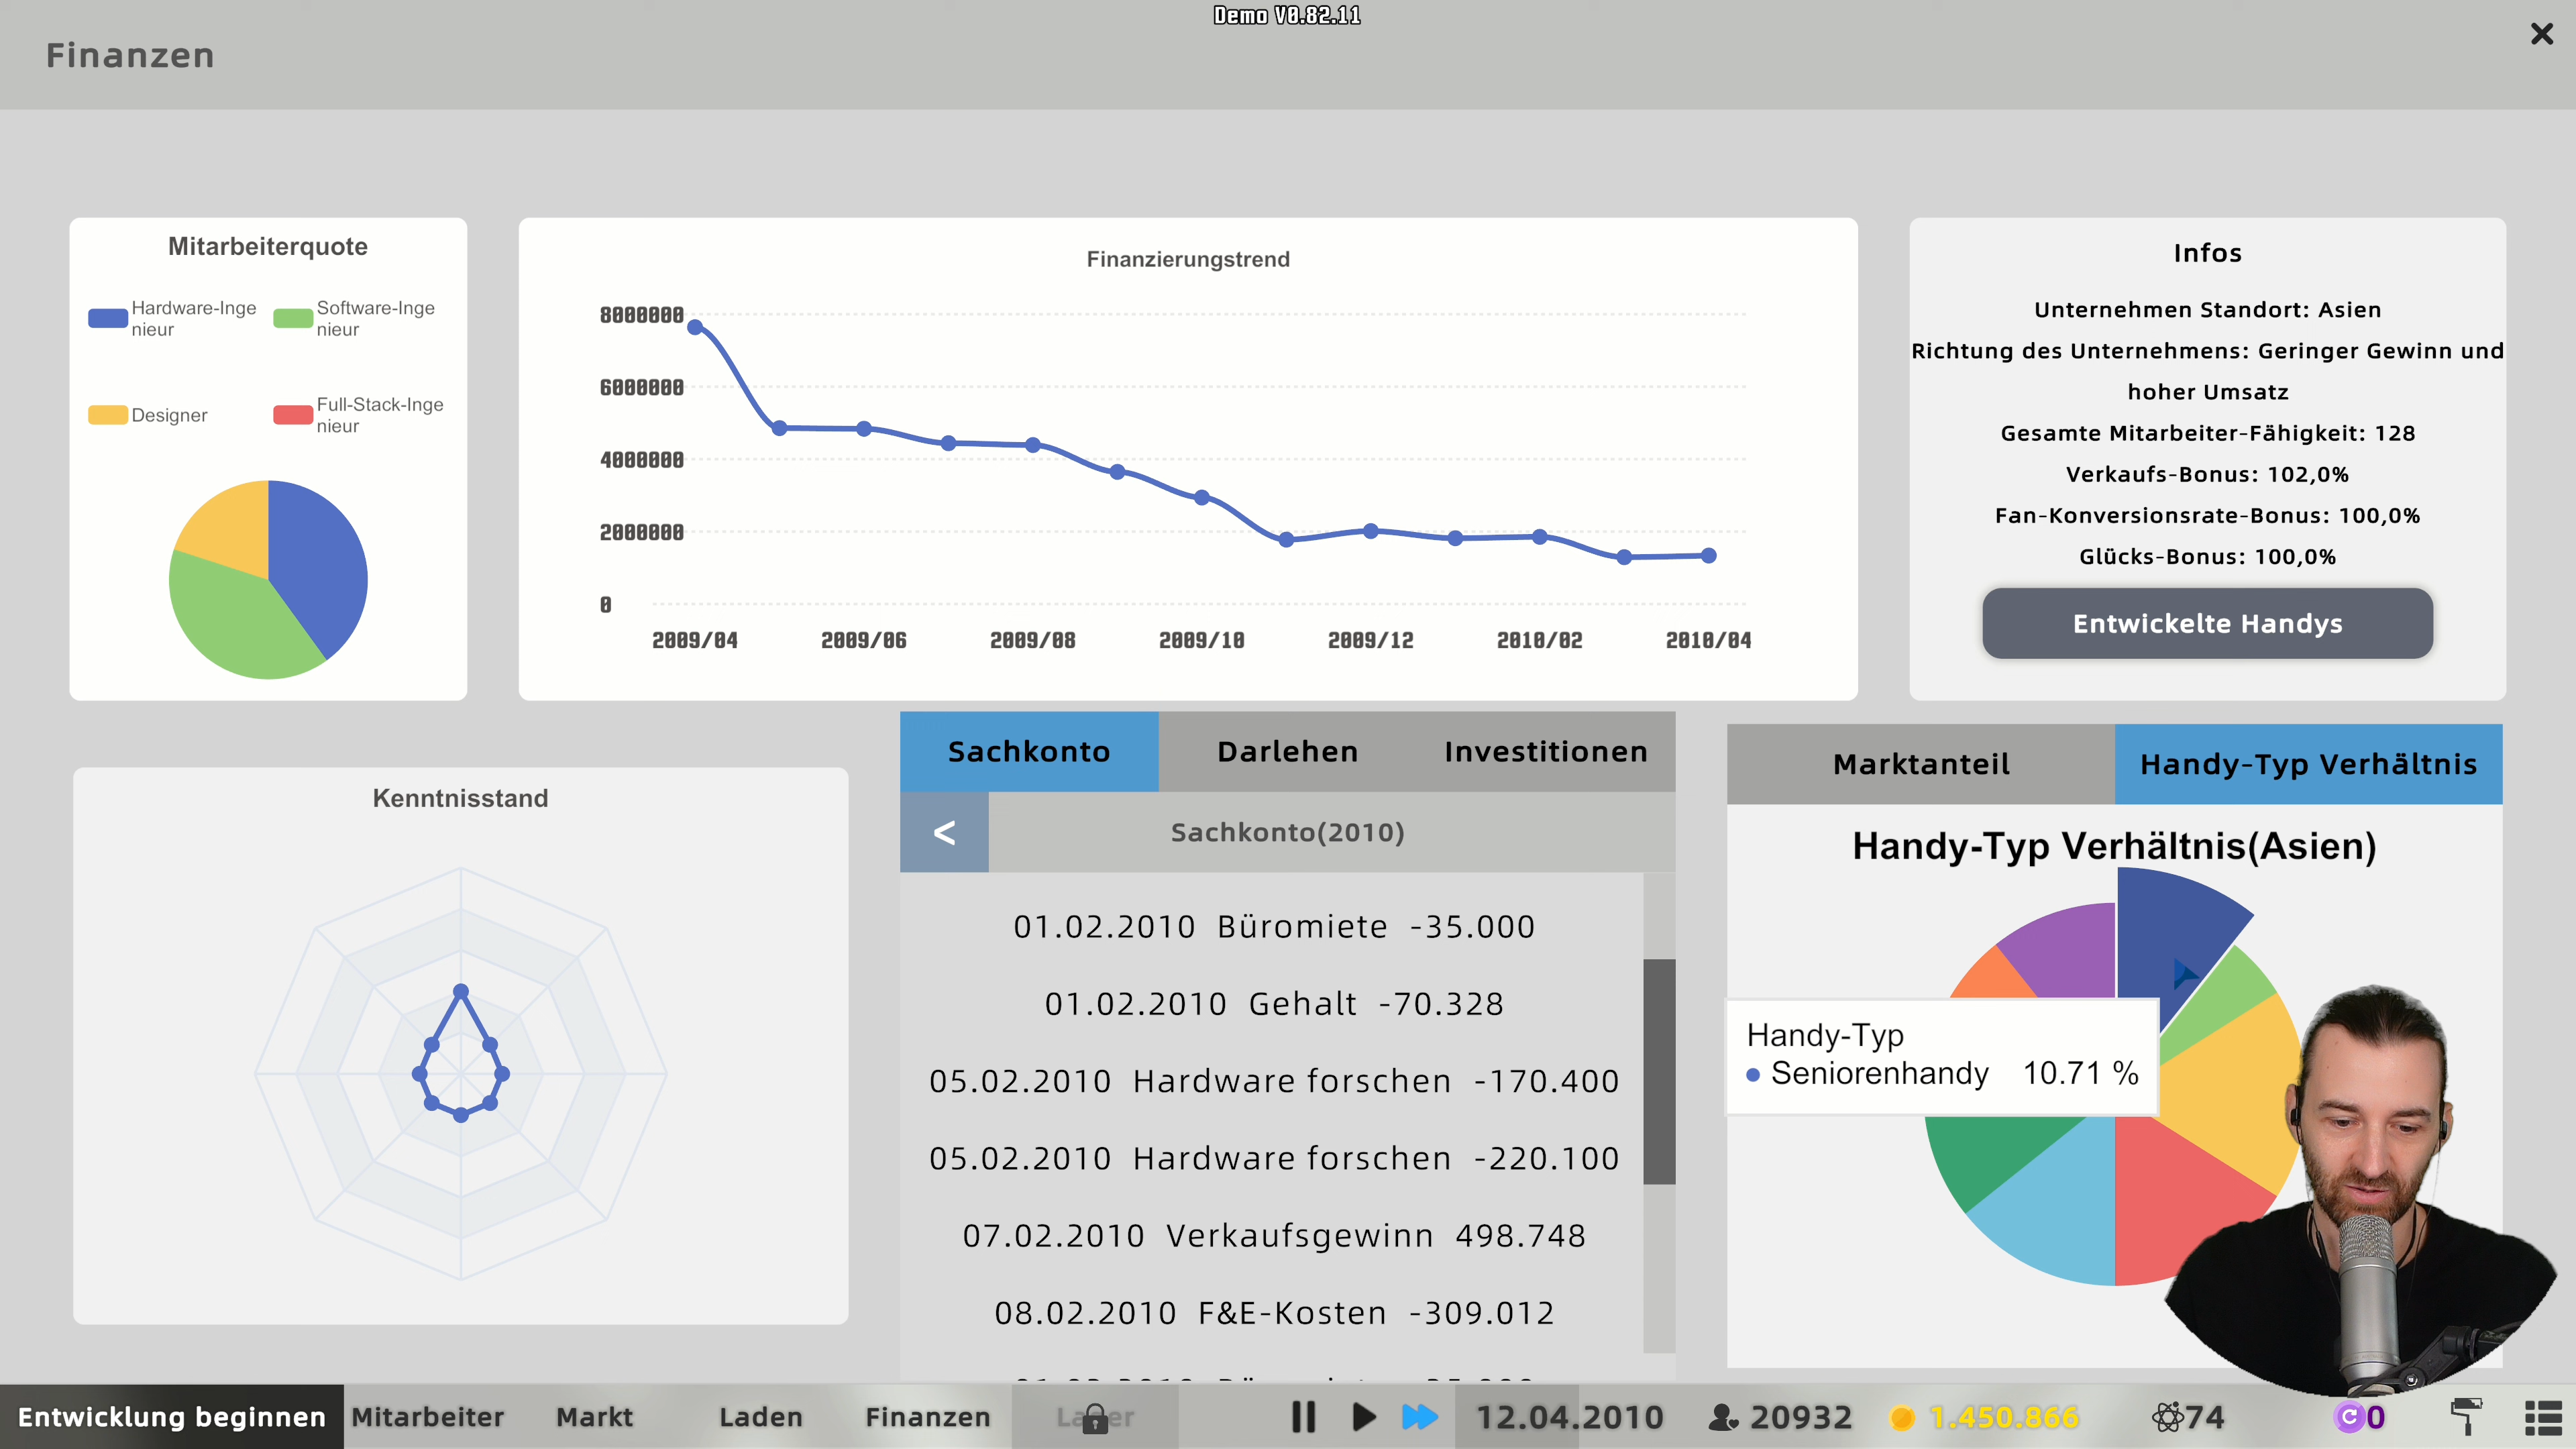 Demo V0.82.11
Finanzen
Mitarbeiterquote
Hardware-Inge
nieur
Software-Inge
nieur
Designer
Full-Stack-Inge
nieur
Finanzierungstrend
8000000
6000000
4000000
2000000
0
2009/04
2009/06
2009/08
2009/10
2009/12
2010/02
2010/04
Infos
Unternehmen Standort: Asien
Richtung des Unternehmens: Geringer Gewinn und
hoher Umsatz
Gesamte Mitarbeiter-Fähigkeit: 128
Verkaufs-Bonus: 102,0%
Fan-Konversionsrate-Bonus: 100,0%
Glücks-Bonus: 100,0%
Entwickelte Handys
Kenntnisstand
Sachkonto
Darlehen
Investitionen
<
Sachkonto(2010)
01.02.2010 Büromiete -35.000
01.02.2010 Gehalt -70.328
05.02.2010 Hardware forschen -170.400
05.02.2010 Hardware forschen -220.100
07.02.2010 Verkaufsgewinn 498.748
08.02.2010 F&E-Kosten -309.012
Marktanteil
Handy-Typ Verhältnis
Handy-Typ Verhältnis(Asien)
Handy-Typ
Seniorenhandy 10.71 %
Entwicklung beginnen
Mitarbeiter
Markt
Laden
Finanzen
12.04.2010
20932
1.450.866
74
0